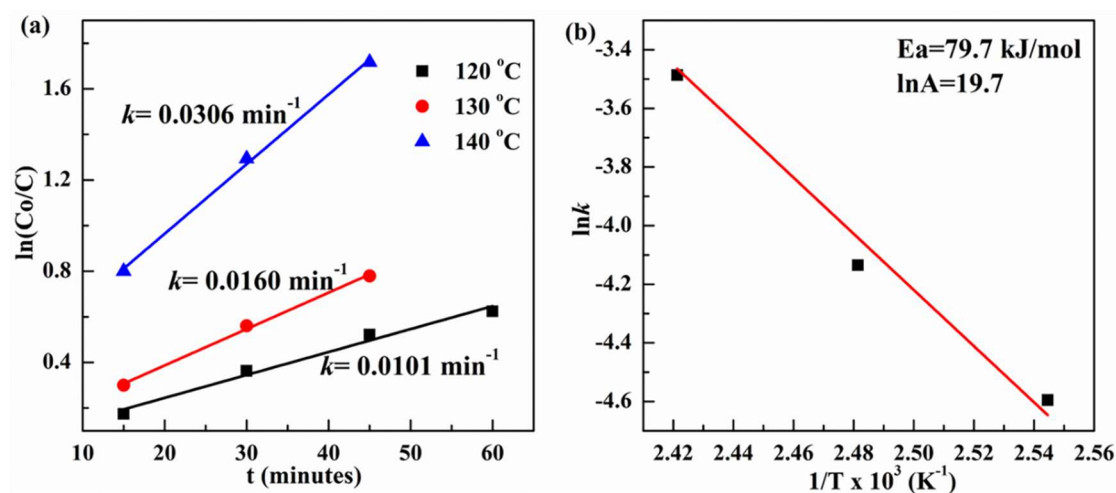 (a)
ln(Co/C)
1.6
1.2
0.8
0.4
10 20 30 40 50 60
t (minutes)
120 °C
130 °C
140 °C
k= 0.0306 min⁻¹
k= 0.0160 min⁻¹
k= 0.0101 min⁻¹
(b)
lnk
-3.4
-3.6
-3.8
-4.0
-4.2
-4.4
-4.6
2.42 2.44 2.46 2.48 2.50 2.52 2.54 2.56
1/T x 10³ (K⁻¹)
Ea=79.7 kJ/mol
lnA=19.7